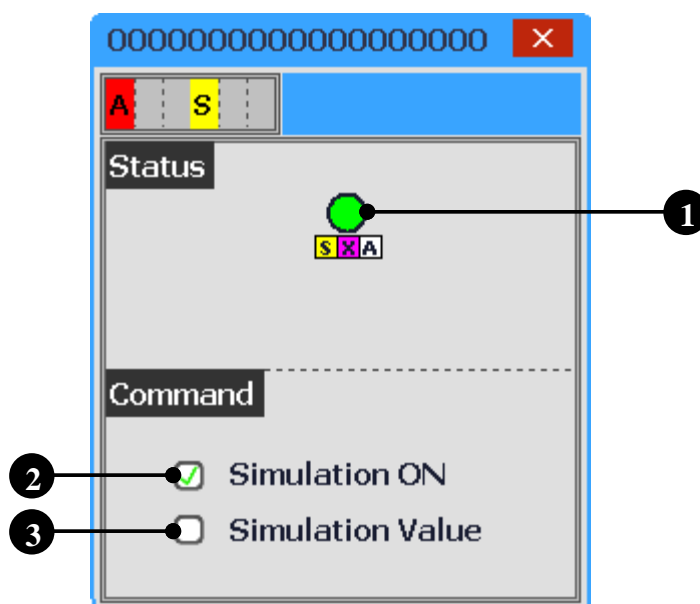 0000000000000000000 ×
A S
Status
1
S X A
Command
2 Simulation ON
3 Simulation Value